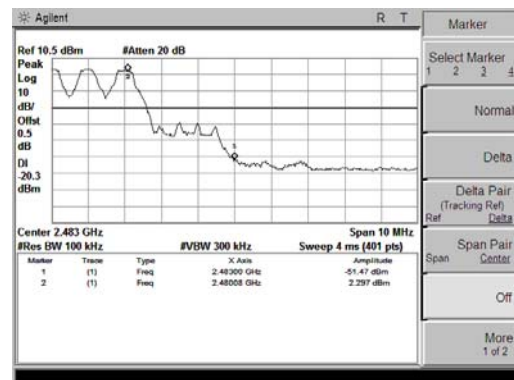 Agilent R T
Ref 10.5 dBm #Atten 20 dB
Peak
Log
10
dB/
Offst
0.5
dB
DI
-20.3
dBm
2
1
Center 2.483 GHz Span 10 MHz
#Res BW 100 kHz #VBW 300 kHz Sweep 4 ms (401 pts)
Marker Trace Type X Axis Amplitude
1 (1) Freq 2.48300 GHz -51.47 dBm
2 (1) Freq 2.48008 GHz 2.297 dBm
Marker
Select Marker
1 2 3 4
Normal
Delta
Delta Pair
(Tracking Ref)
Ref Delta
Span Pair
Span Center
Off
More
1 of 2